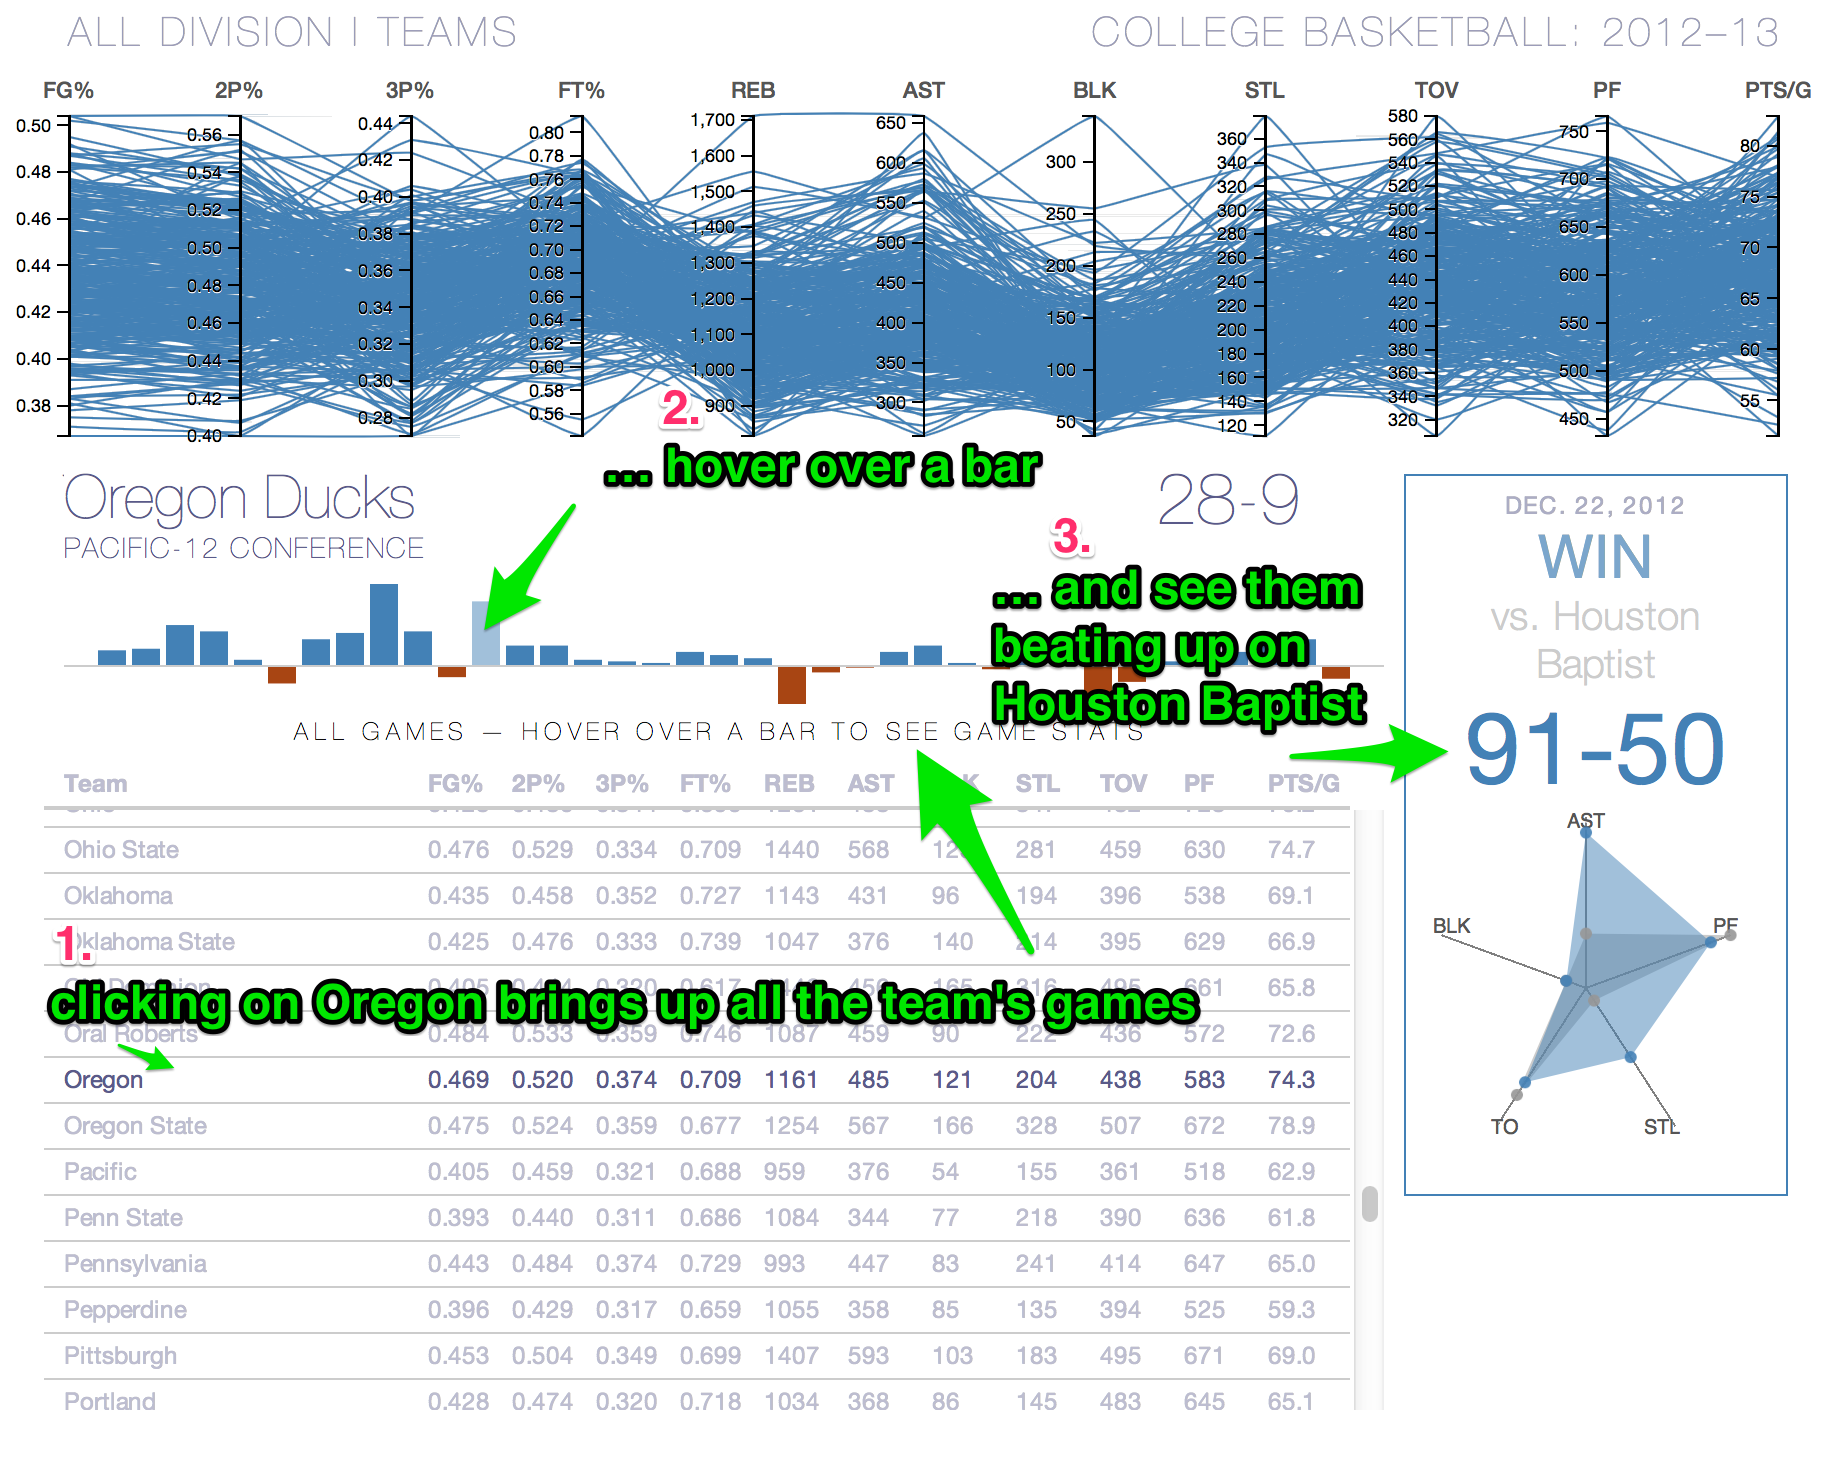 ALL DIVISION I TEAMS
COLLEGE BASKETBALL: 2012–13
FG% 2P% 3P% FT% REB AST BLK STL TOV PF PTS/G
0.50 0.48 0.46 0.44 0.42 0.40 0.38
0.56 0.54 0.52 0.50 0.48 0.46 0.44 0.42 0.40
0.44 0.42 0.40 0.38 0.36 0.34 0.32 0.30 0.28
0.80 0.78 0.76 0.74 0.72 0.70 0.68 0.66 0.64 0.62 0.60 0.58 0.56
1,700 1,600 1,500 1,400 1,300 1,200 1,100 1,000 900
650 600 550 500 450 400 350 300
300 250 200 150 100 50
360 340 320 300 280 260 240 220 200 180 160 140 120
580 560 540 520 500 480 460 440 420 400 380 360 340 320
750 700 650 600 550 500 450
80 75 70 65 60 55
2.
... hover over a bar
Oregon Ducks
28-9
PACIFIC-12 CONFERENCE
3.
... and see them
beating up on
Houston Baptist
ALL GAMES — HOVER OVER A BAR TO SEE GAME STATS
DEC. 22, 2012
WIN
vs. Houston
Baptist
91-50
AST
PF
STL
TO
BLK
Team FG% 2P% 3P% FT% REB AST STL TOV PF PTS/G
Ohio State 0.476 0.529 0.334 0.709 1440 568 281 459 630 74.7
Oklahoma 0.435 0.458 0.352 0.727 1143 431 96 194 396 538 69.1
1.
Oklahoma State 0.425 0.476 0.333 0.739 1047 376 140 214 395 629 66.9
661 65.8
clicking on Oregon brings up all the team's games
Oral Roberts 0.484 0.533 0.359 0.746 1087 459 90 222 436 572 72.6
Oregon 0.469 0.520 0.374 0.709 1161 485 121 204 438 583 74.3
Oregon State 0.475 0.524 0.359 0.677 1254 567 166 328 507 672 78.9
Pacific 0.405 0.459 0.321 0.688 959 376 54 155 361 518 62.9
Penn State 0.393 0.440 0.311 0.686 1084 344 77 218 390 636 61.8
Pennsylvania 0.443 0.484 0.374 0.729 993 447 83 241 414 647 65.0
Pepperdine 0.396 0.429 0.317 0.659 1055 358 85 135 394 525 59.3
Pittsburgh 0.453 0.504 0.349 0.699 1407 593 103 183 495 671 69.0
Portland 0.428 0.474 0.320 0.718 1034 368 86 145 483 645 65.1